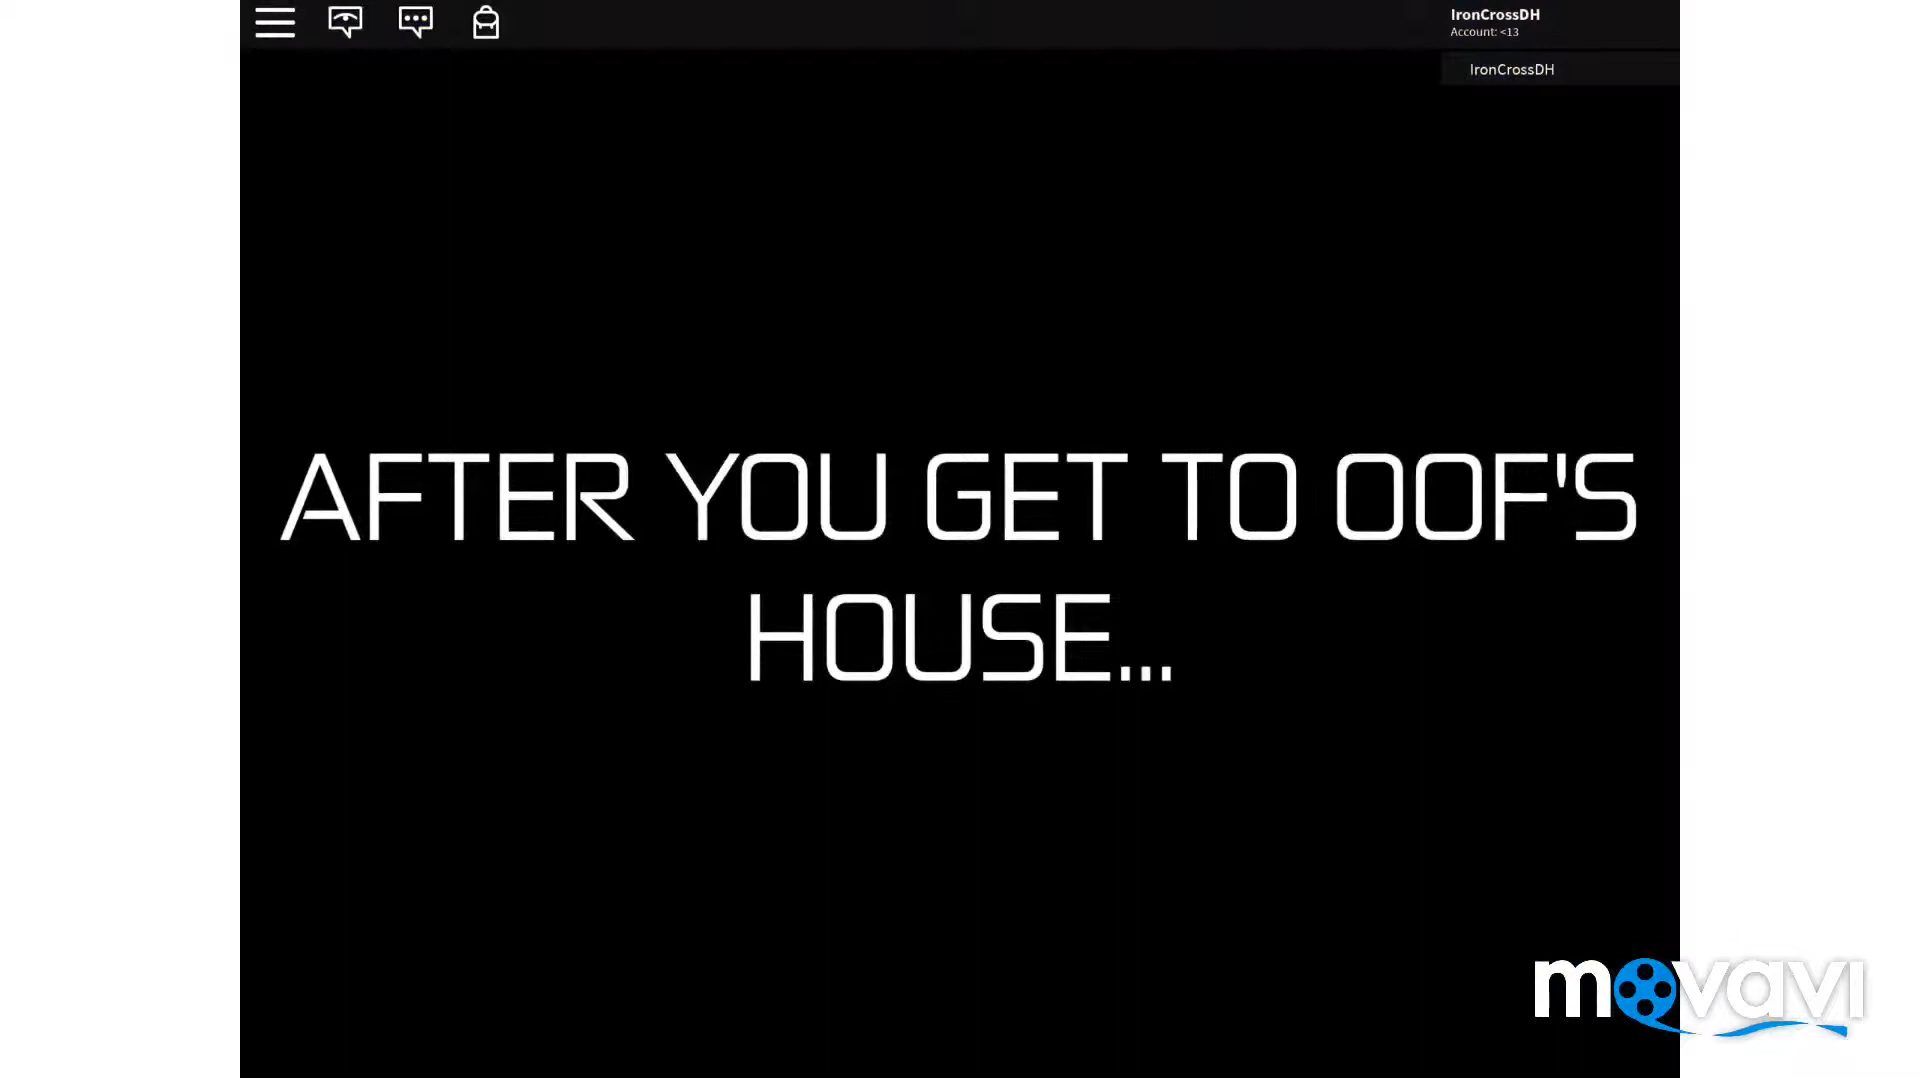 IronCrossDH
Account: <13
IronCrossDH
AFTER YOU GET TO OOF'S
HOUSE...
movavi